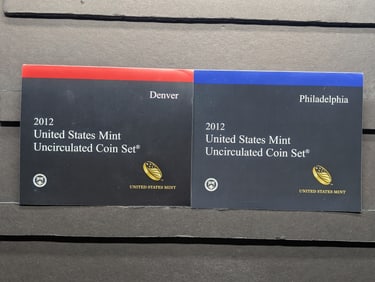 Denver
2012
United States Mint
Uncirculated Coin Set®
UNITED STATES MINT
Philadelphia
2012
United States Mint
Uncirculated Coin Set®
UNITED STATES MINT